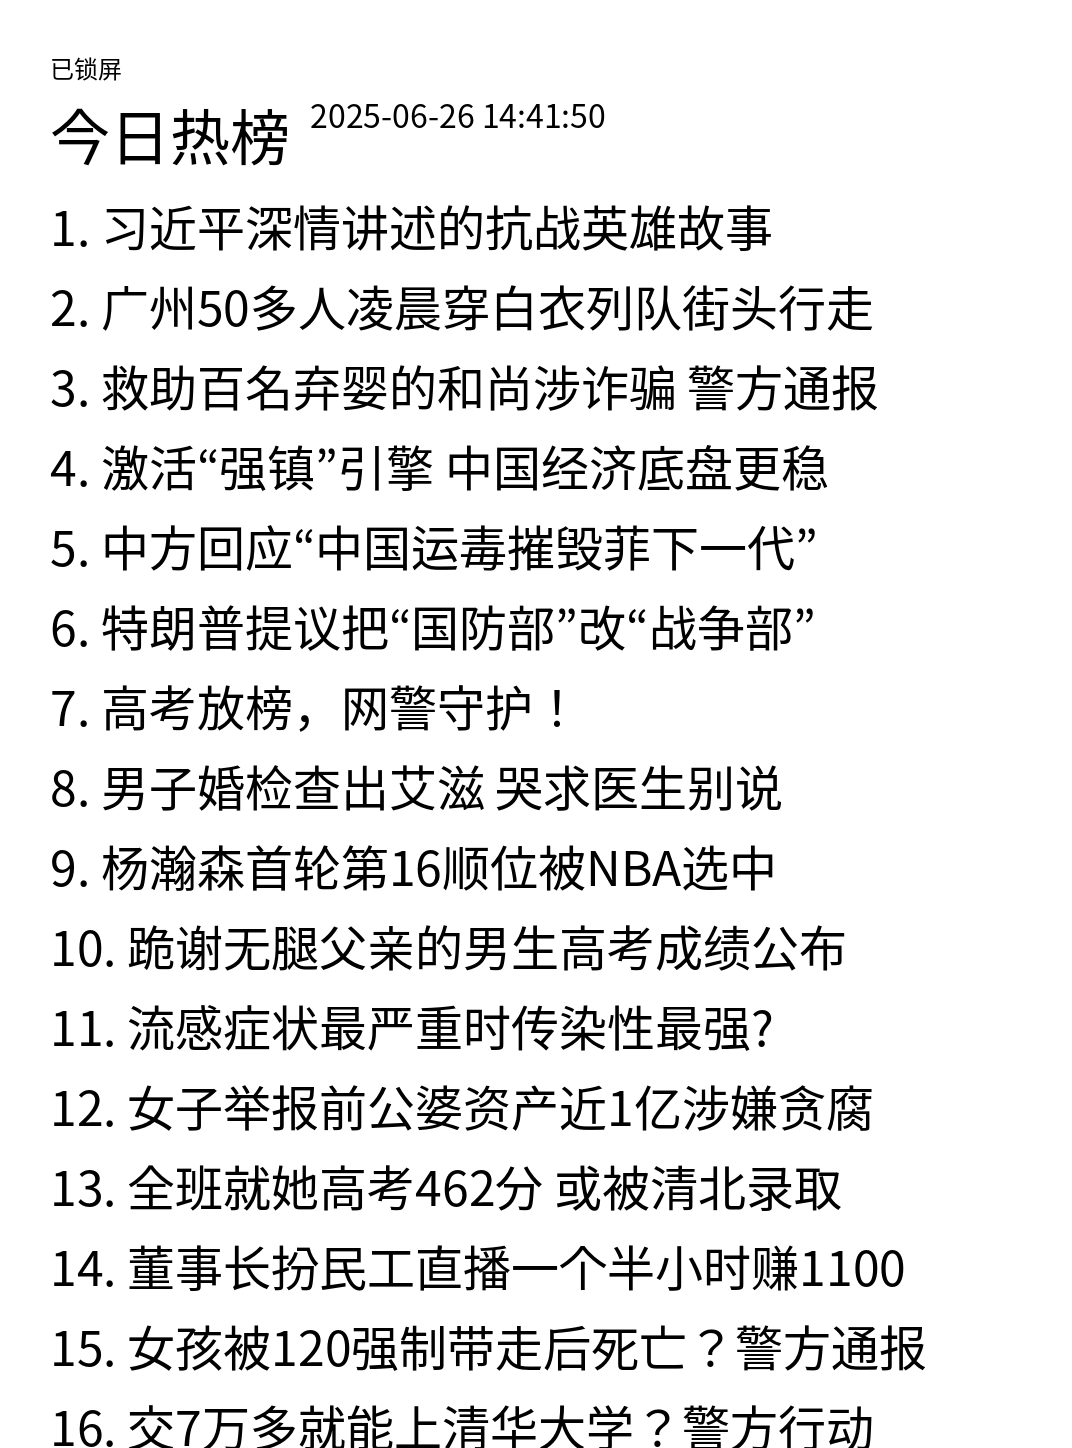 已锁屏
今日热榜 2025-06-26 14:41:50
1. 习近平深情讲述的抗战英雄故事
2. 广州50多人凌晨穿白衣列队街头行走
3. 救助百名弃婴的和尚涉诈骗 警方通报
4. 激活“强镇”引擎 中国经济底盘更稳
5. 中方回应“中国运毒摧毁菲下一代”
6. 特朗普提议把“国防部”改“战争部”
7. 高考放榜，网警守护！
8. 男子婚检查出艾滋 哭求医生别说
9. 杨瀚森首轮第16顺位被NBA选中
10. 跪谢无腿父亲的男生高考成绩公布
11. 流感症状最严重时传染性最强?
12. 女子举报前公婆资产近1亿涉嫌贪腐
13. 全班就她高考462分 或被清北录取
14. 董事长扮民工直播一个半小时赚1100
15. 女孩被120强制带走后死亡？警方通报
16. 交7万多就能上清华大学？警方行动